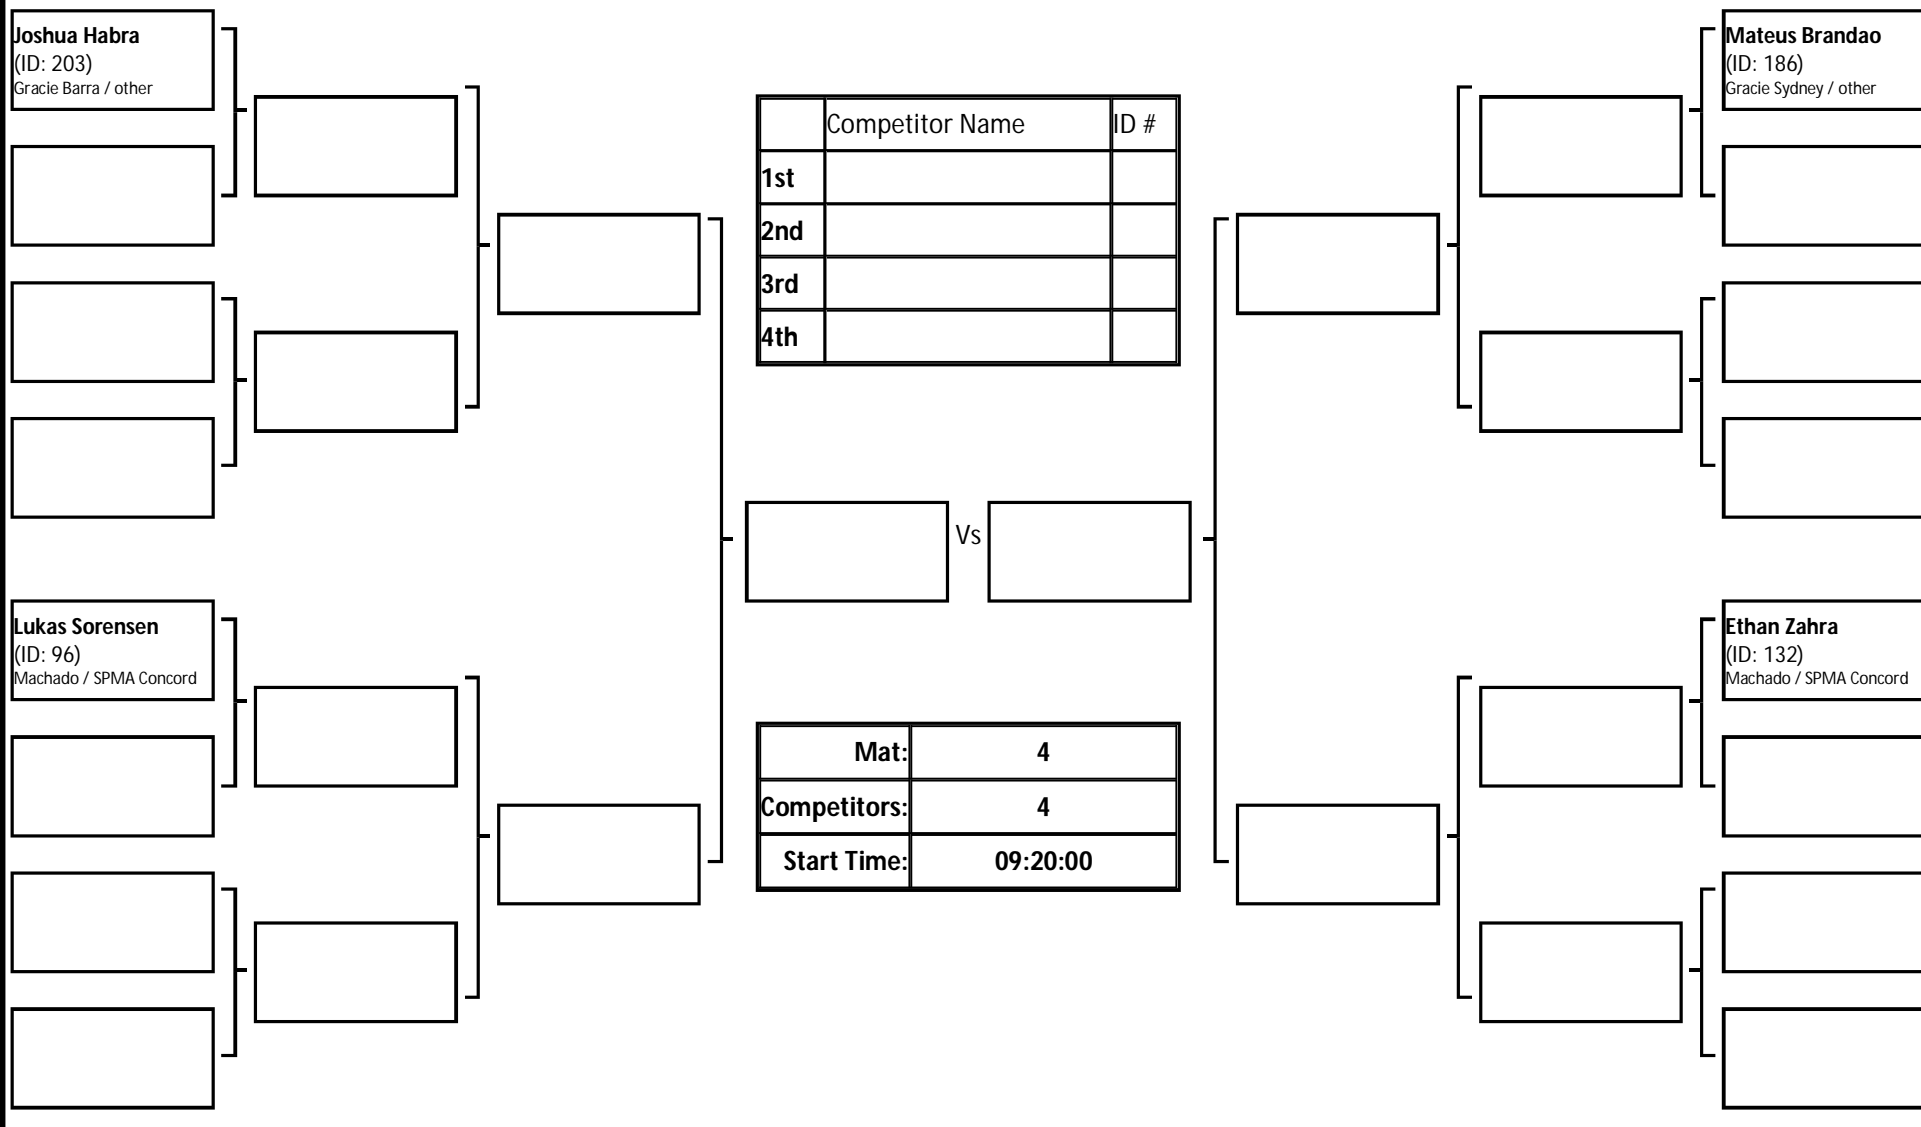 Joshua Habra
(ID: 203)
Gracie Barra / other
Mateus Brandao
(ID: 186)
Gracie Sydney / other
Competitor Name ID #
1st
2nd
3rd
4th
Vs
Lukas Sorensen
(ID: 96)
Machado / SPMA Concord
Ethan Zahra
(ID: 132)
Machado / SPMA Concord
Mat: 4
Competitors: 4
Start Time: 09:20:00